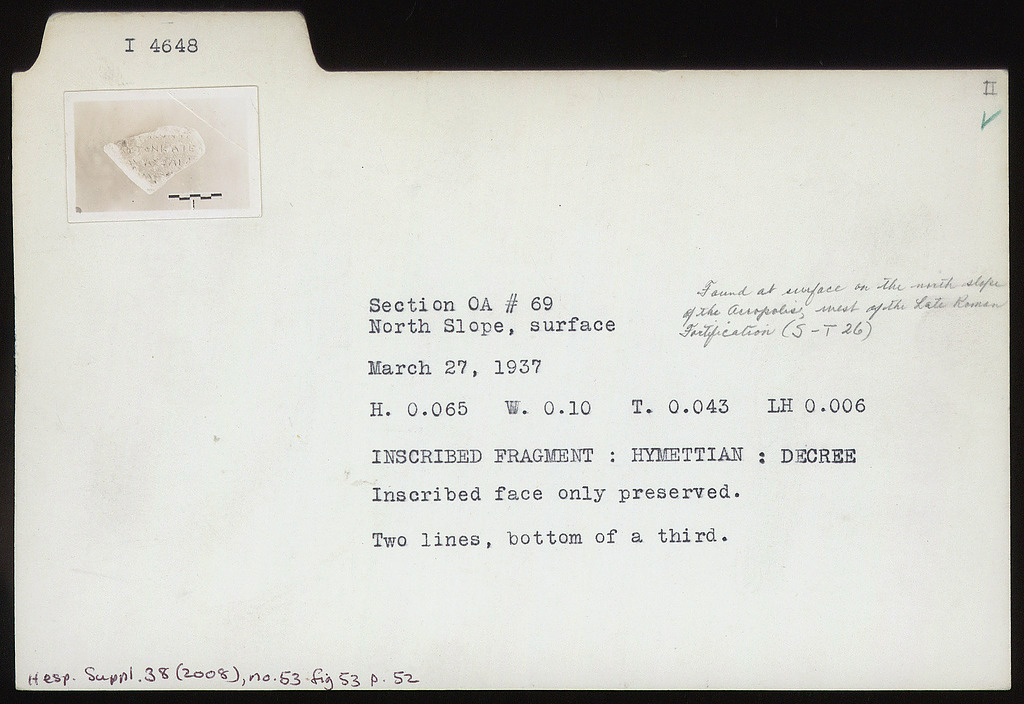 I 4648
II
Section OA # 69
North Slope, surface
Found at surface on the north slope
of the Acropolis, west of the Late Roman
Fortification (S-T 26)
March 27, 1937
H. 0.065 W. 0.10 T. 0.043 LH 0.006
INSCRIBED FRAGMENT : HYMETTIAN : DECREE
Inscribed face only preserved.
Two lines, bottom of a third.
Hesp. Suppl. 38 (2008), no. 53 fig 53 p. 52